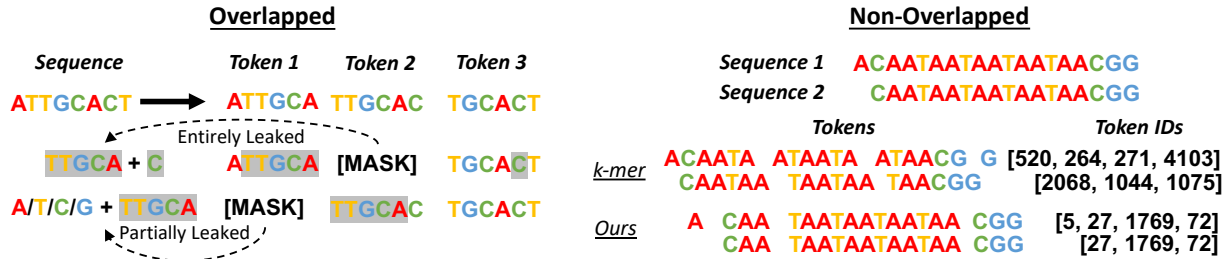 Overlapped
Sequence Token 1 Token 2 Token 3
ATTGCACT ATTGCA TTGCAC TGCACT
Entirely Leaked
TTGCA + C ATTGCA [MASK] TGCACT
A/T/C/G + TTGCA [MASK] TTGCAC TGCACT
Partially Leaked
Non-Overlapped
Sequence 1 ACAATAATAATAATAACGG
Sequence 2 CAATAATAATAATAACGG
Tokens Token IDs
k-mer
ACAATA ATAATA ATAACG G [520, 264, 271, 4103]
CAATAA TAATAA TAACGG [2068, 1044, 1075]
Ours
A CAA TAATAATAATAA CGG [5, 27, 1769, 72]
CAA TAATAATAATAA CGG [27, 1769, 72]